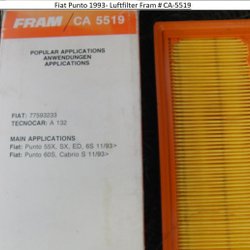 Fiat Punto 1993- Luftfilter Fram # CA-5519
FRAM CA 5519
POPULAR APPLICATIONS
ANWENDUNGEN
APPLICATIONS
FIAT: 77593233
TECNOCAR: A 132
MAIN APPLICATIONS
Fiat: Punto 55X, SX, ED, 6S 11/93>
Fiat: Punto 60S, Cabrio S 11/93>